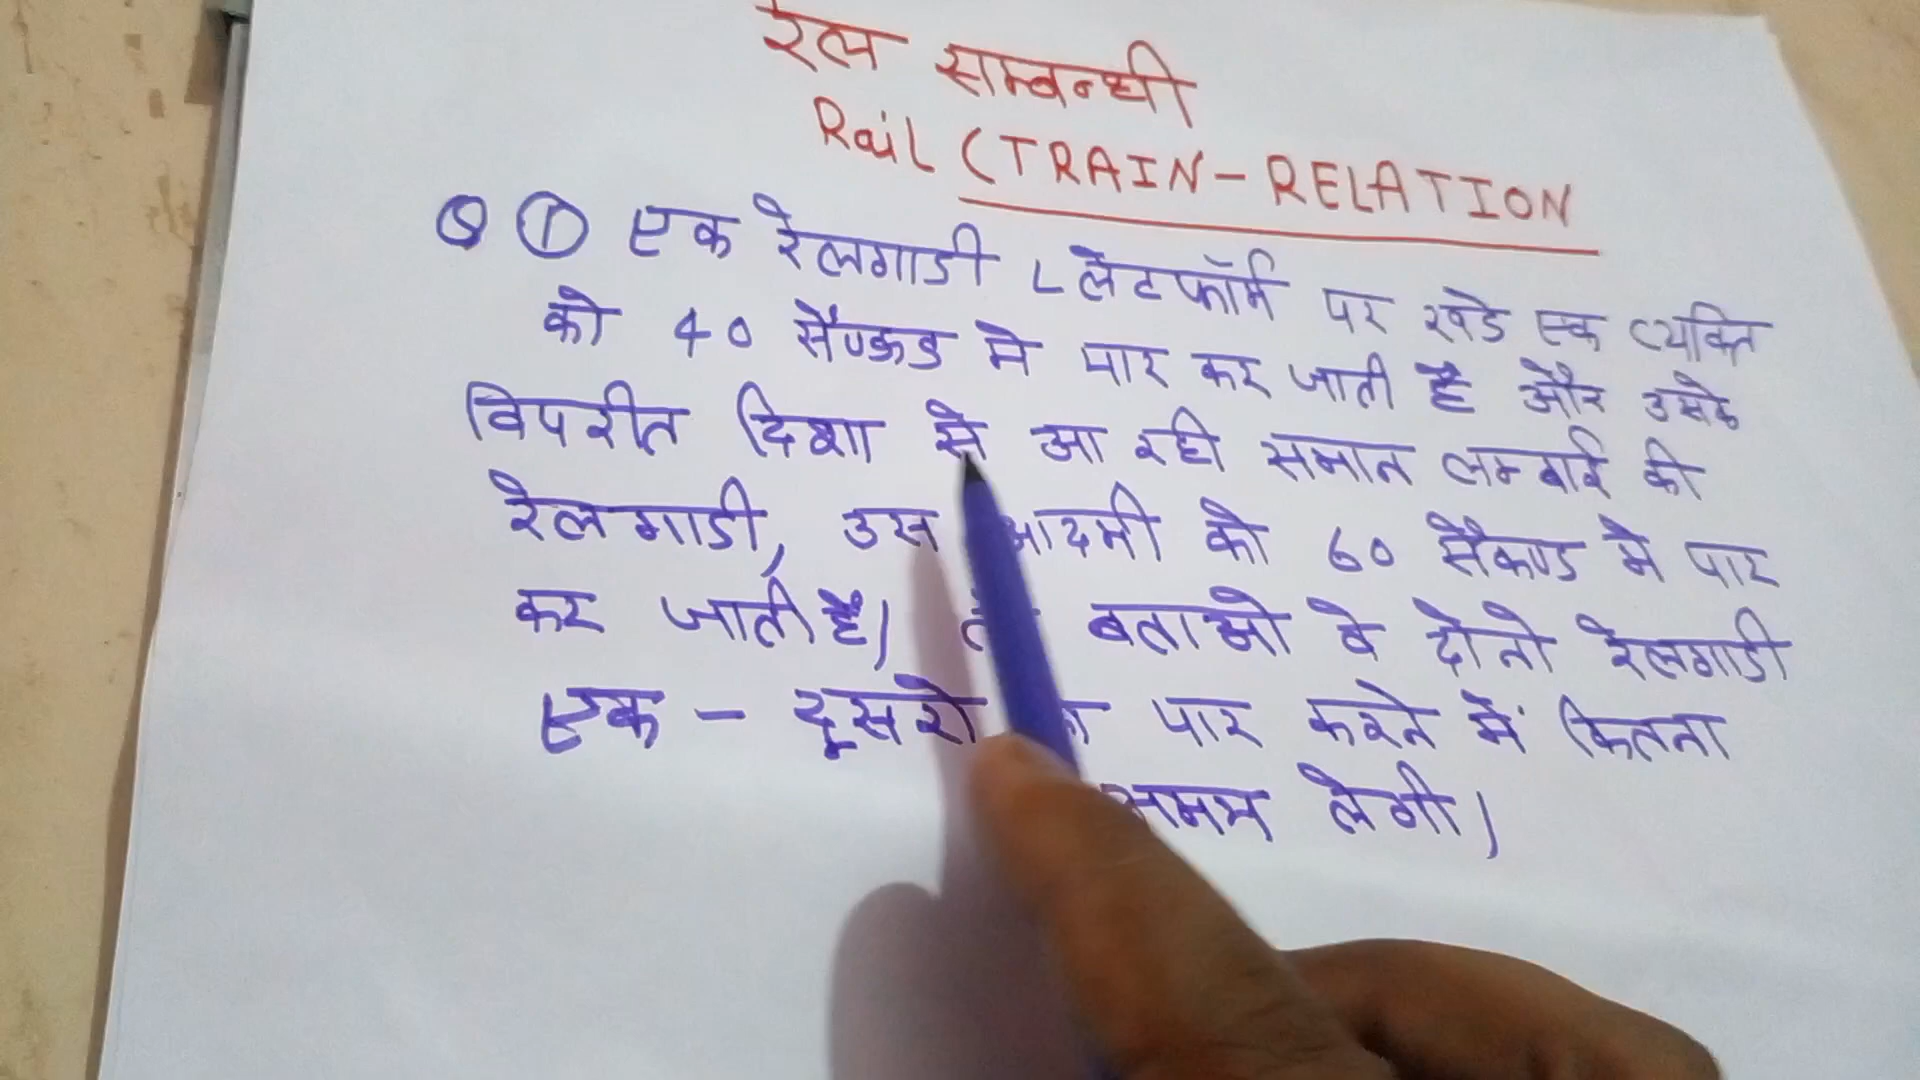 रेल सम्बन्धी
Rail (TRAIN-RELATION
Q ① एक रेलगाडी प्लेटफॉर्म पर खडे एक व्यक्ति
को 40 सैण्कड मे पार कर जाती है और उसके
विपरीत दिशा से आ रही समान लम्बाई की
रेलगाडी, उस आदमी को 60 सैकण्ड मे पार
कर जाती है। बताओ वे दोनो रेलगाडी
एक - दूसरो पार करने में कितना
समय लेगी।